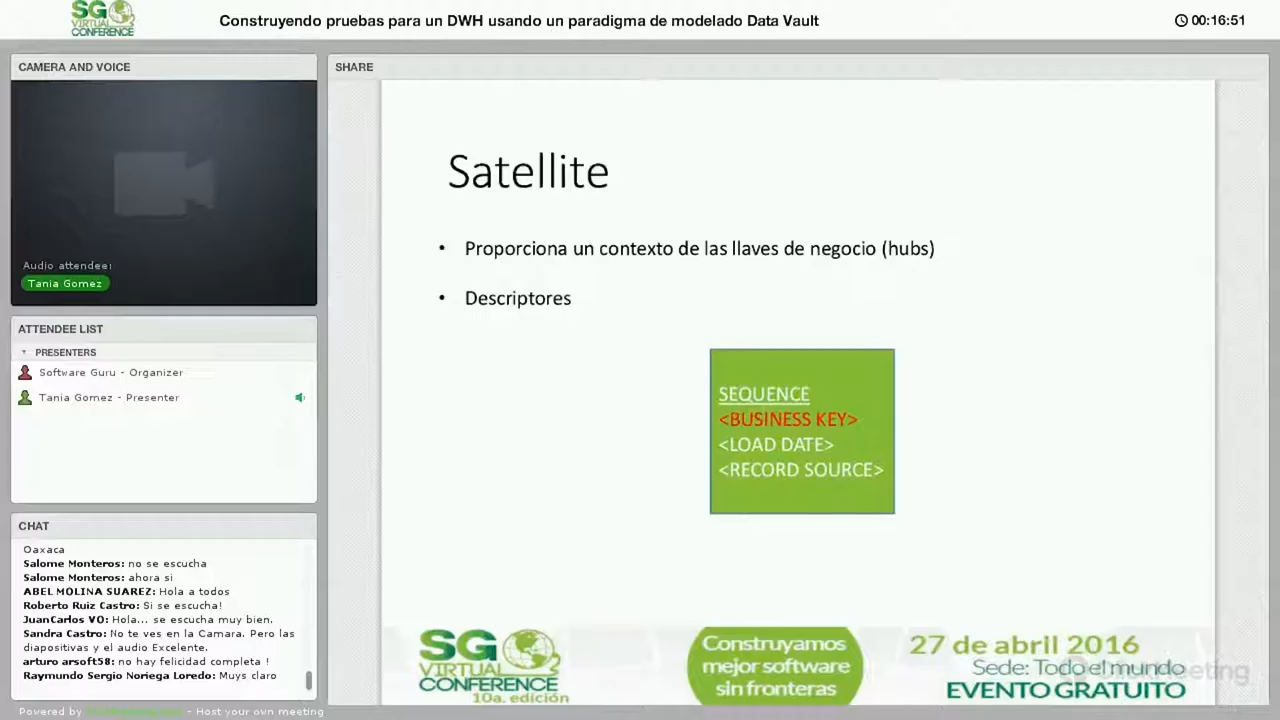 SG
VIRTUAL
CONFERENCE
Construyendo pruebas para un DWH usando un paradigma de modelado Data Vault
00:16:51
CAMERA AND VOICE
Audio attendee:
Tania Gomez
ATTENDEE LIST
PRESENTERS
Software Guru - Organizer
Tania Gomez - Presenter
CHAT
Oaxaca
Salome Monteros: no se escucha
Salome Monteros: ahora si
ABEL MOLINA SUAREZ: Hola a todos
Roberto Ruiz Castro: Si se escucha!
JuanCarlos VO: Hola... se escucha muy bien.
Sandra Castro: No te ves en la Camara. Pero las
diapositivas y el audio Excelente.
arturo arsoft58: no hay felicidad completa !
Raymundo Sergio Noriega Loredo: Muys claro
Powered by - Host your own meeting
SHARE
Satellite
• Proporciona un contexto de las llaves de negocio (hubs)
• Descriptores
SEQUENCE
<BUSINESS KEY>
<LOAD DATE>
<RECORD SOURCE>
SG
VIRTUAL
CONFERENCE
10a. edición
Construyamos
mejor software
sin fronteras
27 de abril 2016
Sede: Todo el mundo
EVENTO GRATUITO
ClickMeeting